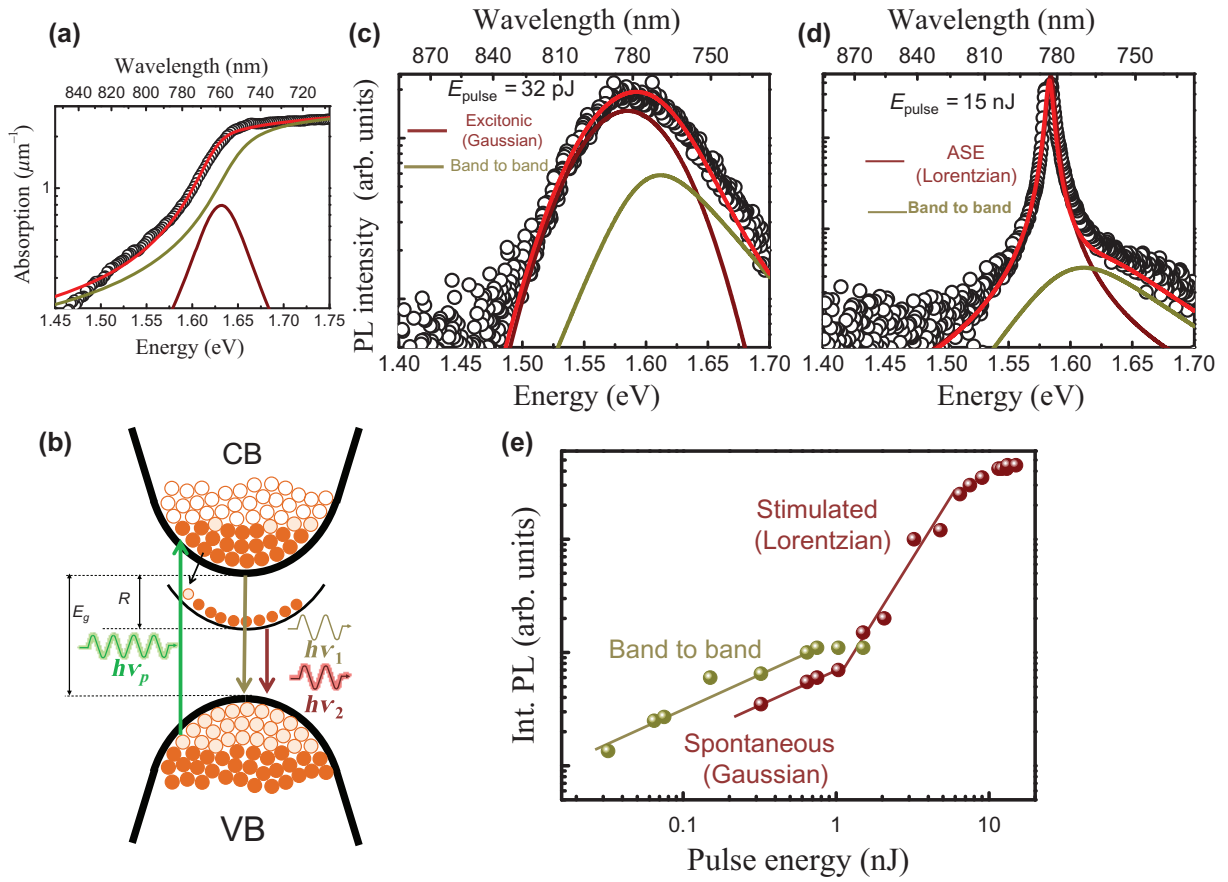 (a)
Wavelength (nm)
840 820 800 780 760 740 720
Absorption (μm⁻¹)
1
1.45 1.50 1.55 1.60 1.65 1.70 1.75
Energy (eV)
(c)
Wavelength (nm)
870 840 810 780 750
E_pulse = 32 pJ
Excitonic
(Gaussian)
Band to band
PL intensity (arb. units)
1.40 1.45 1.50 1.55 1.60 1.65 1.70
Energy (eV)
(d)
Wavelength (nm)
870 840 810 780 750
E_pulse = 15 nJ
ASE
(Lorentzian)
Band to band
1.40 1.45 1.50 1.55 1.60 1.65 1.70
Energy (eV)
(b)
CB
E_g
R
hν_p
hν_1
hν_2
VB
(e)
Int. PL (arb. units)
Stimulated
(Lorentzian)
Band to band
Spontaneous
(Gaussian)
0.1 1 10
Pulse energy (nJ)